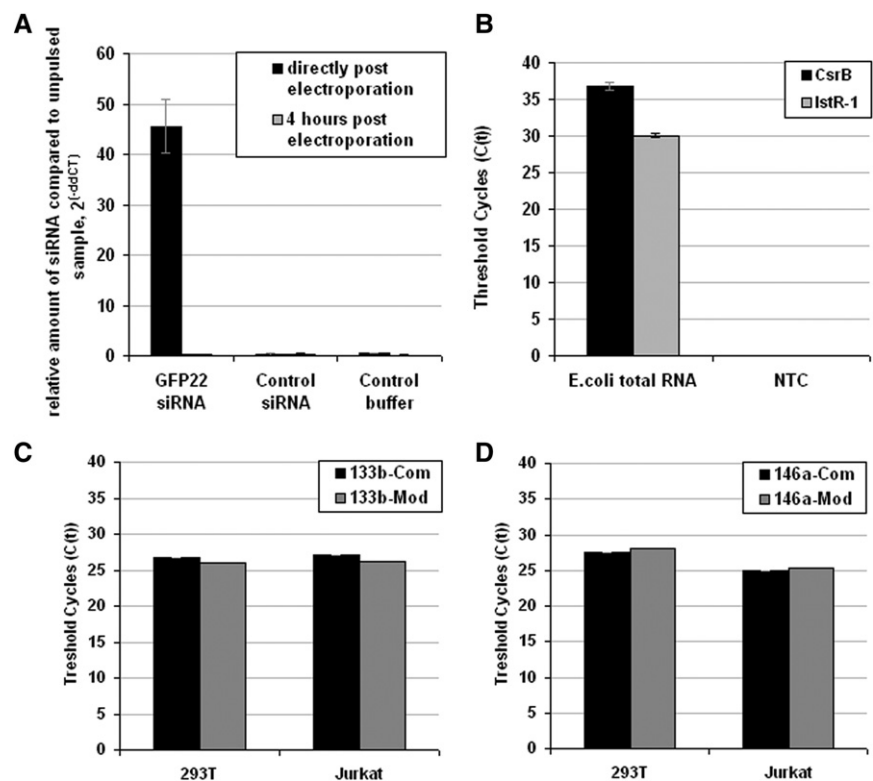 A
relative amount of siRNA compared to unpulsed
sample, 2(-ddCT)
60
50
40
30
20
10
0
directly post
electroporation
4 hours post
electroporation
GFP22
siRNA
Control
siRNA
Control
buffer
B
Threshold Cycles (C(t))
40
35
30
25
20
15
10
5
0
CsrB
IstR-1
E.coli total RNA
NTC
C
Treshold Cycles (C(t))
40
35
30
25
20
15
10
5
0
133b-Com
133b-Mod
293T
Jurkat
D
Treshold Cycles (C(t))
40
35
30
25
20
15
10
5
0
146a-Com
146a-Mod
293T
Jurkat